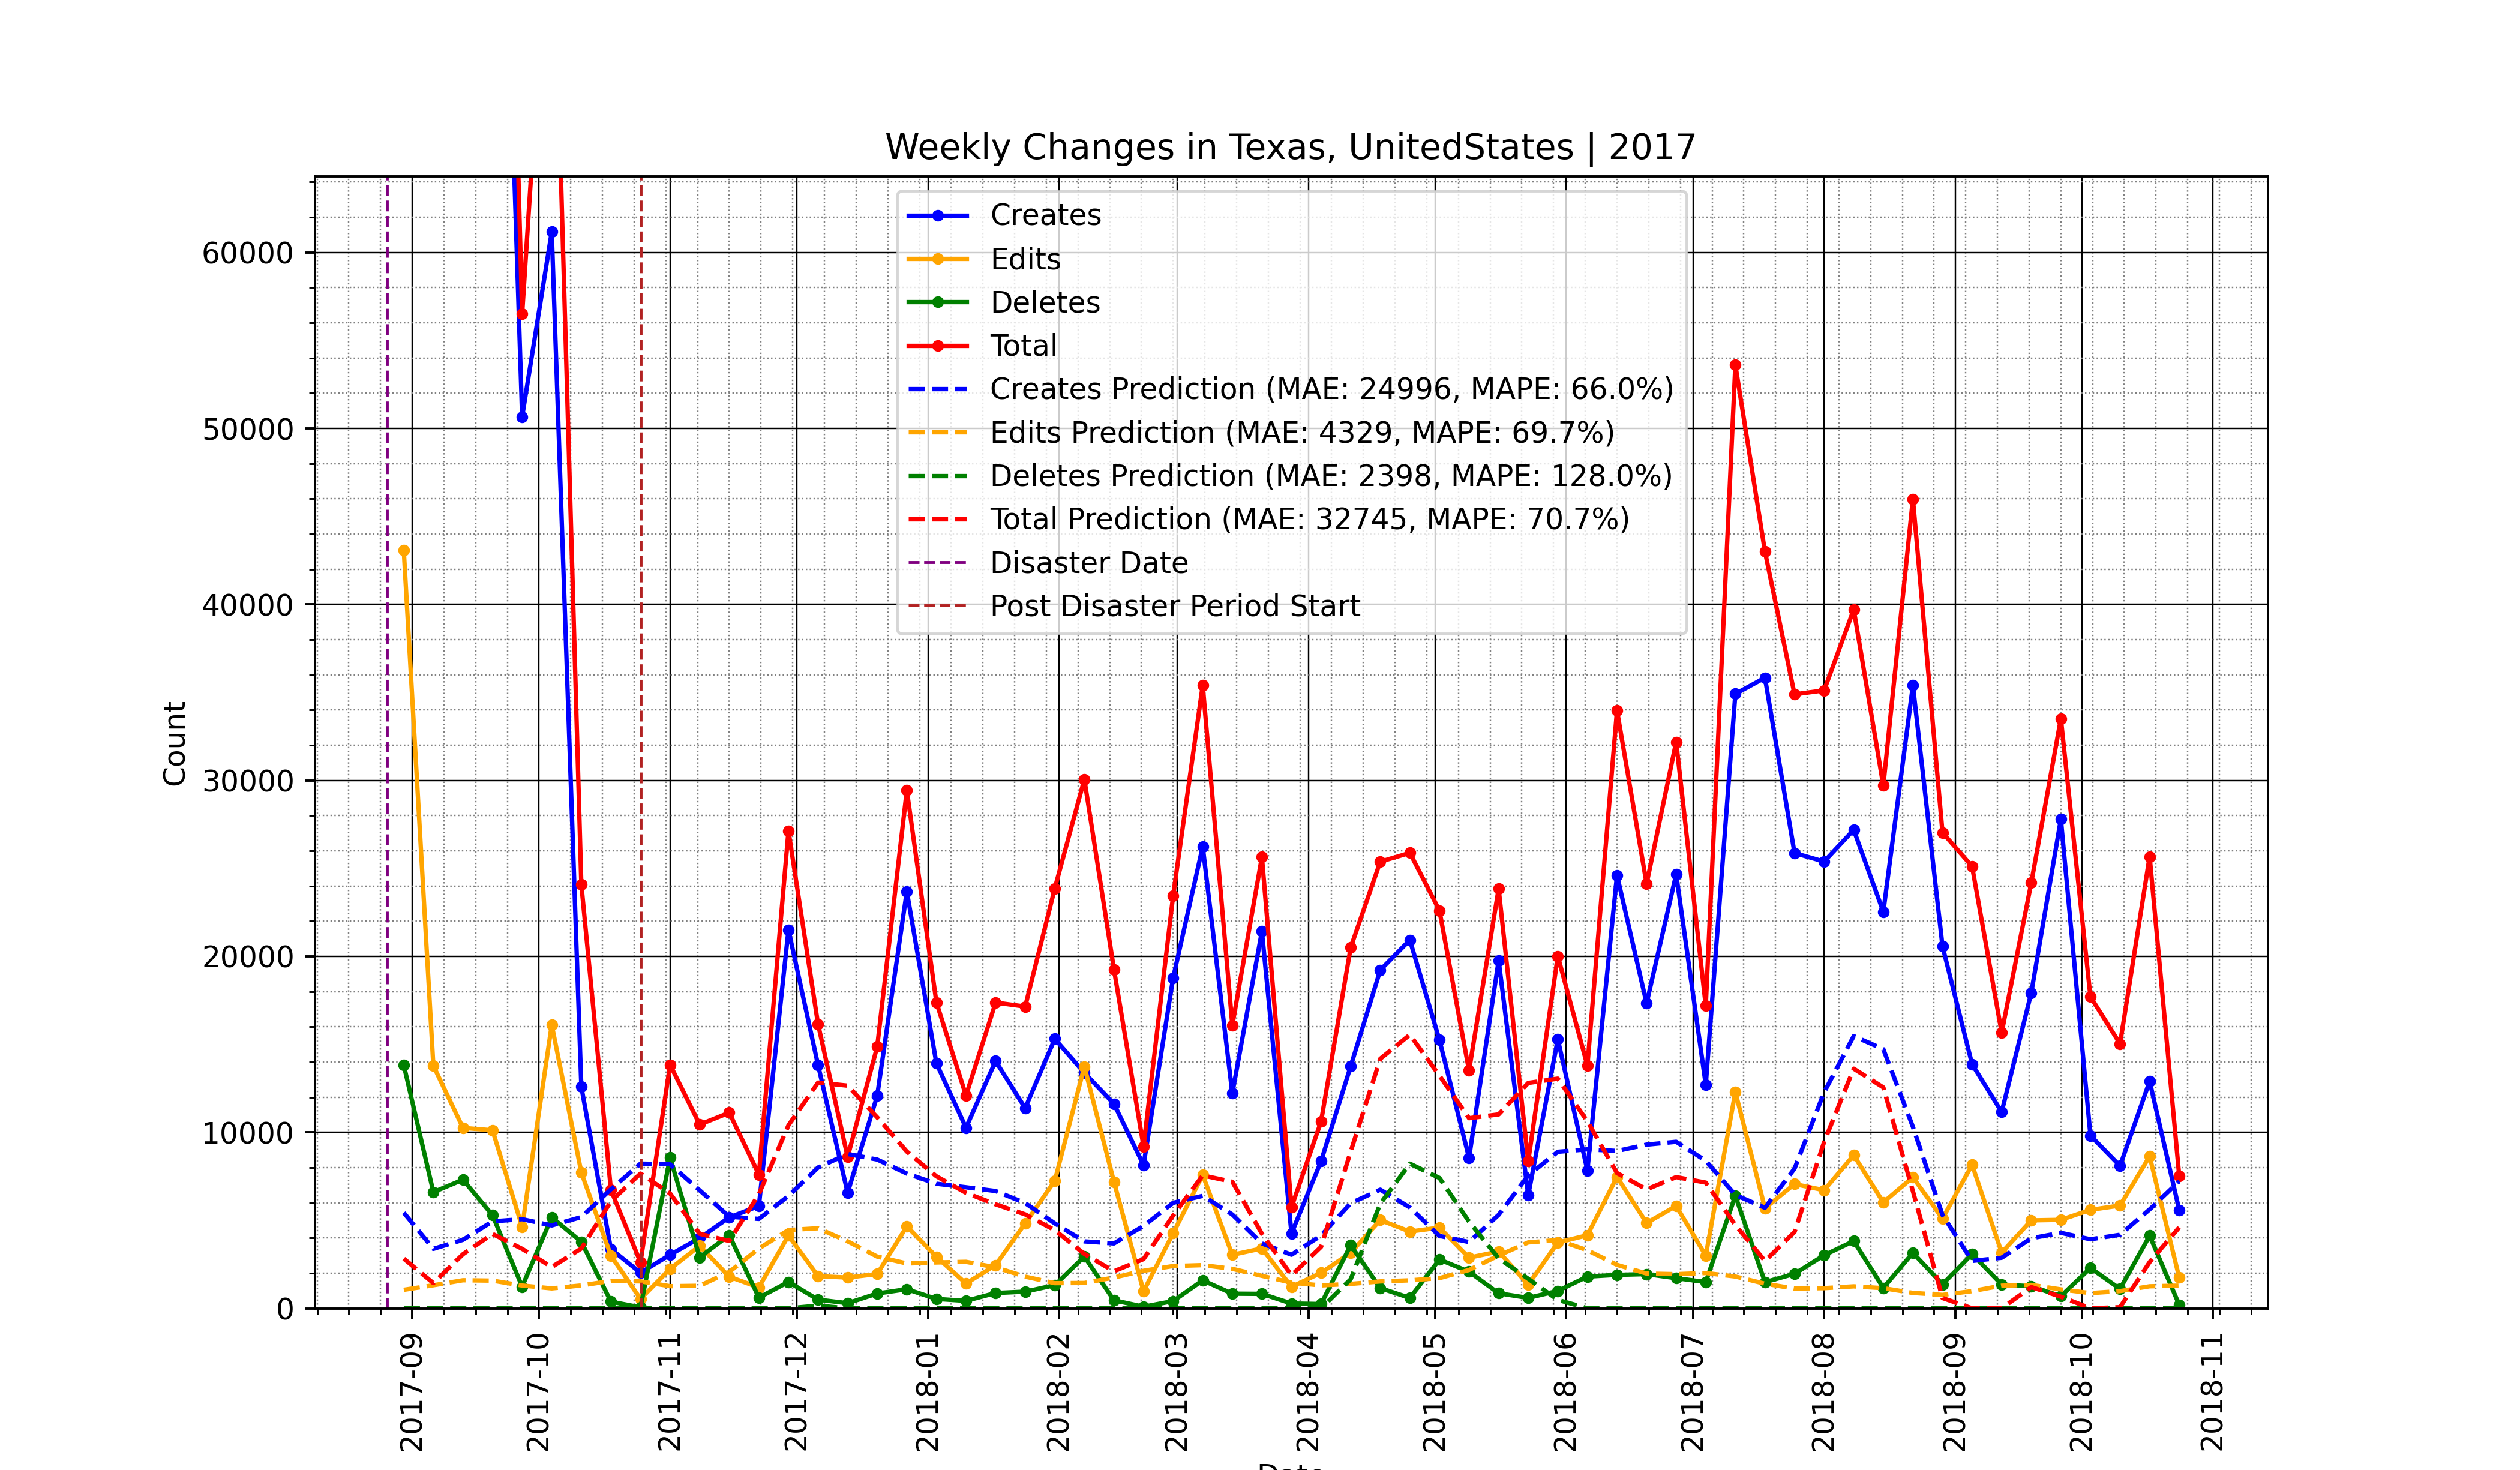 Weekly Changes in Texas, UnitedStates | 2017
Creates
Edits
Deletes
Total
Creates Prediction (MAE: 24996, MAPE: 66.0%)
Edits Prediction (MAE: 4329, MAPE: 69.7%)
Deletes Prediction (MAE: 2398, MAPE: 128.0%)
Total Prediction (MAE: 32745, MAPE: 70.7%)
Disaster Date
Post Disaster Period Start
Count
60000
50000
40000
30000
20000
10000
0
2017-09
2017-10
2017-11
2017-12
2018-01
2018-02
2018-03
2018-04
2018-05
2018-06
2018-07
2018-08
2018-09
2018-10
2018-11